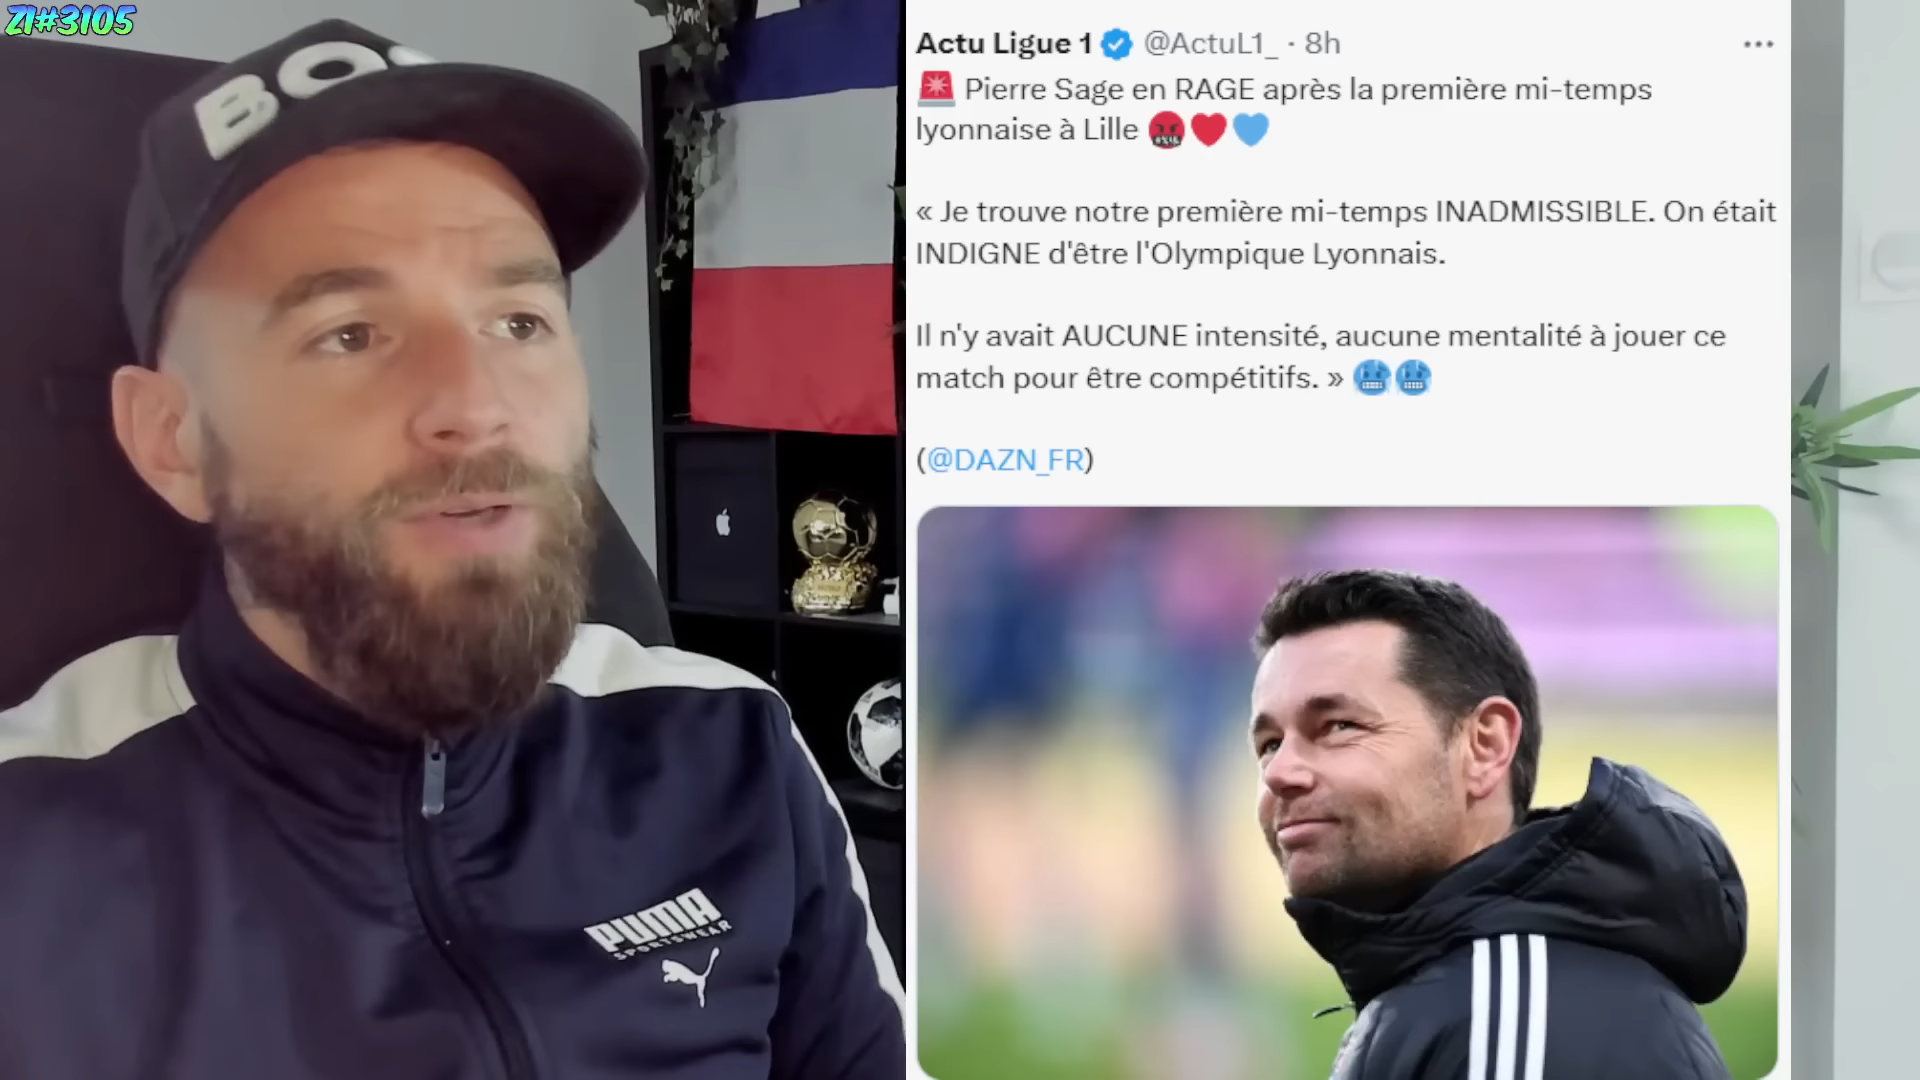 Z1#3105
BO
Actu Ligue 1 @ActuL1_ · 8h
🚨 Pierre Sage en RAGE après la première mi-temps
lyonnaise à Lille 🤬❤️🩵
« Je trouve notre première mi-temps INADMISSIBLE. On était
INDIGNE d'être l'Olympique Lyonnais.
Il n'y avait AUCUNE intensité, aucune mentalité à jouer ce
match pour être compétitifs. » 🥶🥶
(@DAZN_FR)
PUMA
SPORTSWEAR